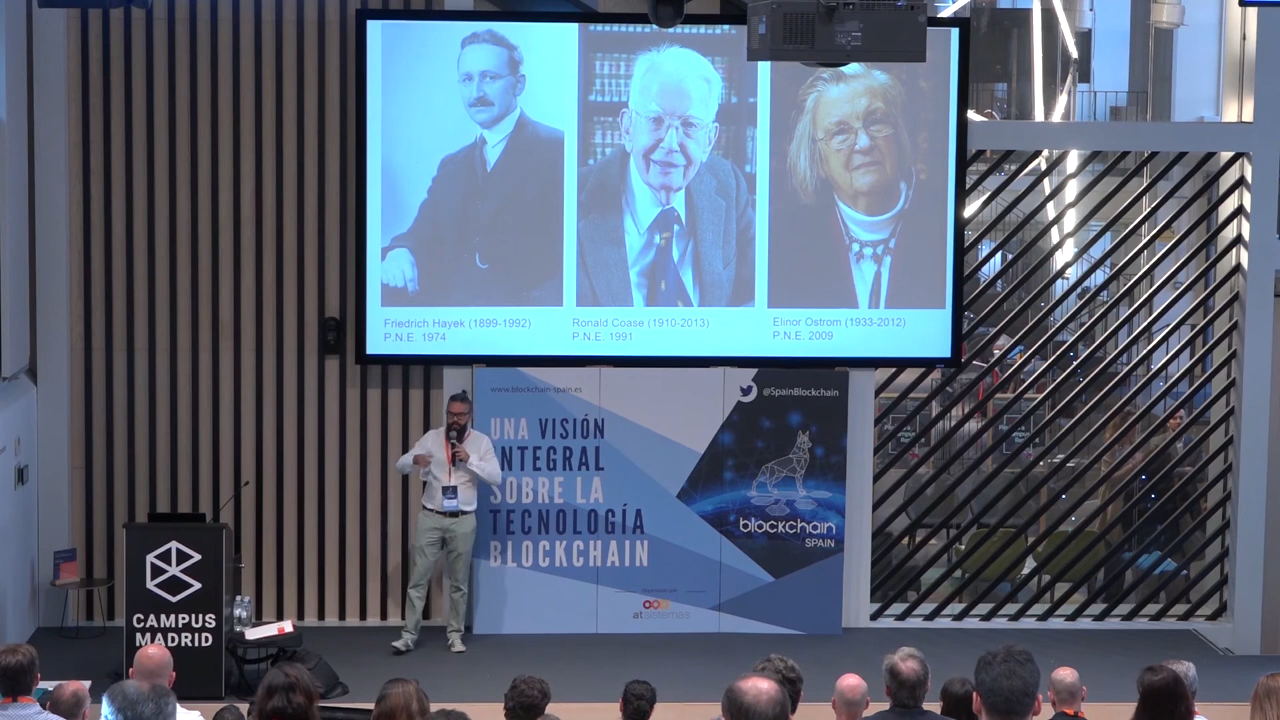 Friedrich Hayek (1899-1992)
P.N.E. 1974
Ronald Coase (1910-2013)
P.N.E. 1991
Elinor Ostrom (1933-2012)
P.N.E. 2009
www.blockchain-spain.es
@SpainBlockchain
UNA VISIÓN
INTEGRAL
SOBRE LA
TECNOLOGÍA
BLOCKCHAIN
blockchain
SPAIN
atsistemas
CAMPUS
MADRID